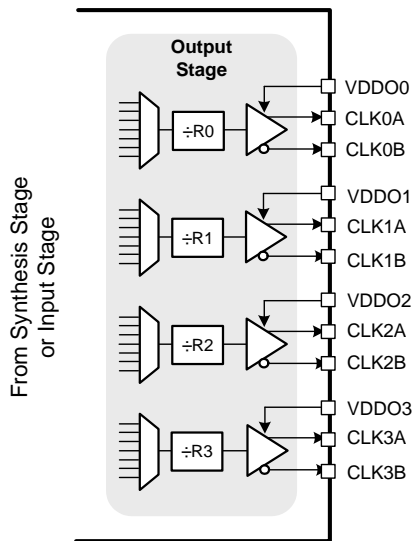 Output
Stage
VDDO0
CLK0A
÷R0
CLK0B
VDDO1
CLK1A
÷R1
CLK1B
From Synthesis Stage
or Input Stage
VDDO2
CLK2A
÷R2
CLK2B
VDDO3
CLK3A
÷R3
CLK3B